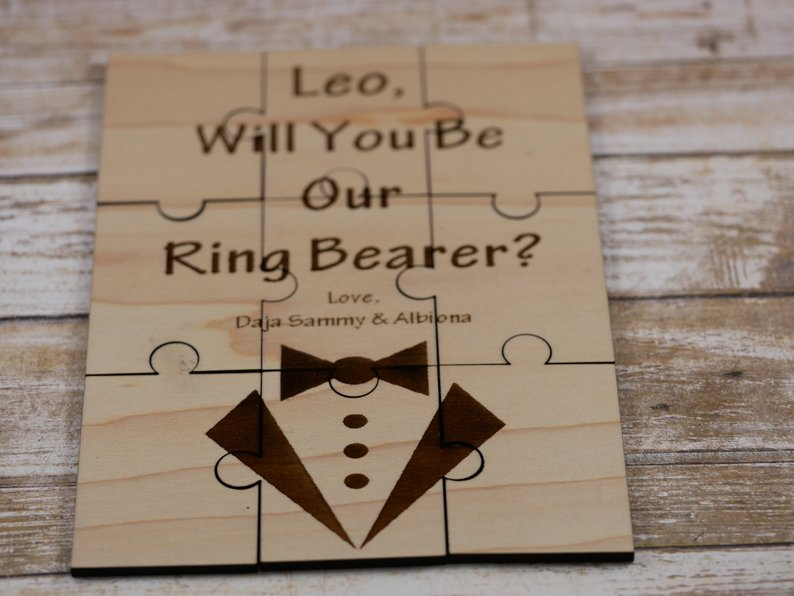 Leo,
Will You Be
Our
Ring Bearer?
Love,
Daja Sammy & Albiona